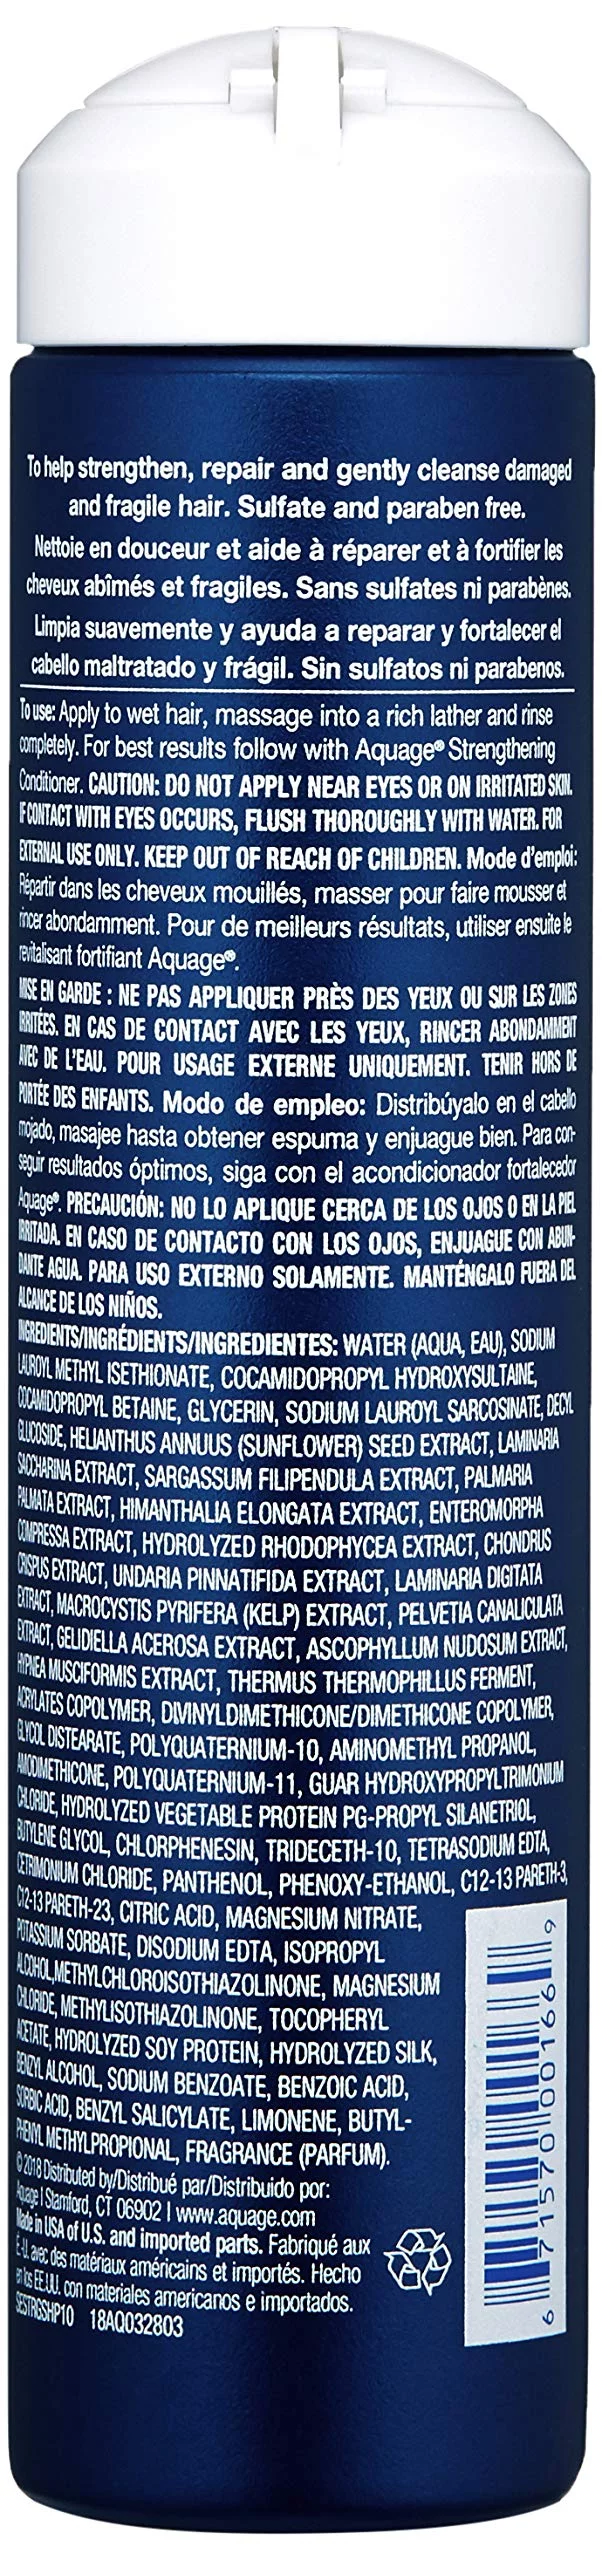 To help strengthen, repair and gently cleanse damaged
and fragile hair. Sulfate and paraben free.
Nettoie en douceur et aide à réparer et à fortifier les
cheveux abîmés et fragiles. Sans sulfates ni parabènes.
Limpia suavemente y ayuda a reparar y fortalecer el
cabello maltratado y frágil. Sin sulfatos ni parabenos.
To use: Apply to wet hair, massage into a rich lather and rinse
completely. For best results follow with Aquage® Strengthening
Conditioner. CAUTION: DO NOT APPLY NEAR EYES OR ON IRRITATED SKIN.
IF CONTACT WITH EYES OCCURS, FLUSH THOROUGHLY WITH WATER. FOR
EXTERNAL USE ONLY. KEEP OUT OF REACH OF CHILDREN. Mode d'emploi:
Répartir dans les cheveux mouillés, masser pour faire mousser et
rincer abondamment. Pour de meilleurs résultats, utiliser ensuite le
revitalisant fortifiant Aquage®.
MISE EN GARDE : NE PAS APPLIQUER PRÈS DES YEUX OU SUR LES ZONES
IRRITÉES. EN CAS DE CONTACT AVEC LES YEUX, RINCER ABONDAMMENT
AVEC DE L'EAU. POUR USAGE EXTERNE UNIQUEMENT. TENIR HORS DE
PORTÉE DES ENFANTS. Modo de empleo: Distribúyalo en el cabello
mojado, masajee hasta obtener espuma y enjuague bien. Para con-
seguir resultados óptimos, siga con el acondicionador fortalecedor
Aquage®. PRECAUCIÓN: NO LO APLIQUE CERCA DE LOS OJOS O EN LA PIEL
IRRITADA. EN CASO DE CONTACTO CON LOS OJOS, ENJUAGUE CON ABUN-
DANTE AGUA. PARA USO EXTERNO SOLAMENTE. MANTÉNGALO FUERA DEL
ALCANCE DE LOS NIÑOS.
INGREDIENTS/INGRÉDIENTS/INGREDIENTES: WATER (AQUA, EAU), SODIUM
LAUROYL METHYL ISETHIONATE, COCAMIDOPROPYL HYDROXYSULTAINE,
COCAMIDOPROPYL BETAINE, GLYCERIN, SODIUM LAUROYL SARCOSINATE, DECYL
GLUCOSIDE, HELIANTHUS ANNUUS (SUNFLOWER) SEED EXTRACT, LAMINARIA
SACCHARINA EXTRACT, SARGASSUM FILIPENDULA EXTRACT, PALMARIA
PALMATA EXTRACT, HIMANTHALIA ELONGATA EXTRACT, ENTEROMORPHA
COMPRESSA EXTRACT, HYDROLYZED RHODOPHYCEA EXTRACT, CHONDRUS
CRISPUS EXTRACT, UNDARIA PINNATIFIDA EXTRACT, LAMINARIA DIGITATA
EXTRACT, MACROCYSTIS PYRIFERA (KELP) EXTRACT, PELVETIA CANALICULATA
EXTRACT, GELIDIELLA ACEROSA EXTRACT, ASCOPHYLLUM NUDOSUM EXTRACT,
HYPNEA MUSCIFORMIS EXTRACT, THERMUS THERMOPHILLUS FERMENT,
ACRYLATES COPOLYMER, DIVINYLDIMETHICONE/DIMETHICONE COPOLYMER,
GLYCOL DISTEARATE, POLYQUATERNIUM-10, AMINOMETHYL PROPANOL,
AMODIMETHICONE, POLYQUATERNIUM-11, GUAR HYDROXYPROPYLTRIMONIUM
CHLORIDE, HYDROLYZED VEGETABLE PROTEIN PG-PROPYL SILANETRIOL,
BUTYLENE GLYCOL, CHLORPHENESIN, TRIDECETH-10, TETRASODIUM EDTA,
CETRIMONIUM CHLORIDE, PANTHENOL, PHENOXY-ETHANOL, C12-13 PARETH-3,
C12-13 PARETH-23, CITRIC ACID, MAGNESIUM NITRATE,
POTASSIUM SORBATE, DISODIUM EDTA, ISOPROPYL
ALCOHOL,METHYLCHLOROISOTHIAZOLINONE, MAGNESIUM
CHLORIDE, METHYLISOTHIAZOLINONE, TOCOPHERYL
ACETATE, HYDROLYZED SOY PROTEIN, HYDROLYZED SILK,
BENZYL ALCOHOL, SODIUM BENZOATE, BENZOIC ACID,
SORBIC ACID, BENZYL SALICYLATE, LIMONENE, BUTYL-
PHENYL METHYLPROPIONAL, FRAGRANCE (PARFUM).
© 2018 Distributed by/Distribué par/Distribuido por:
Aquage I Stamford, CT 06902 I www.aquage.com
Made in USA of U.S. and imported parts. Fabriqué aux
E.-U. avec des matériaux américains et importés. Hecho
en los EE.UU. con materiales americanos e importados.
SESTRGSHP10 18AQ032803
6 71570 00166 9